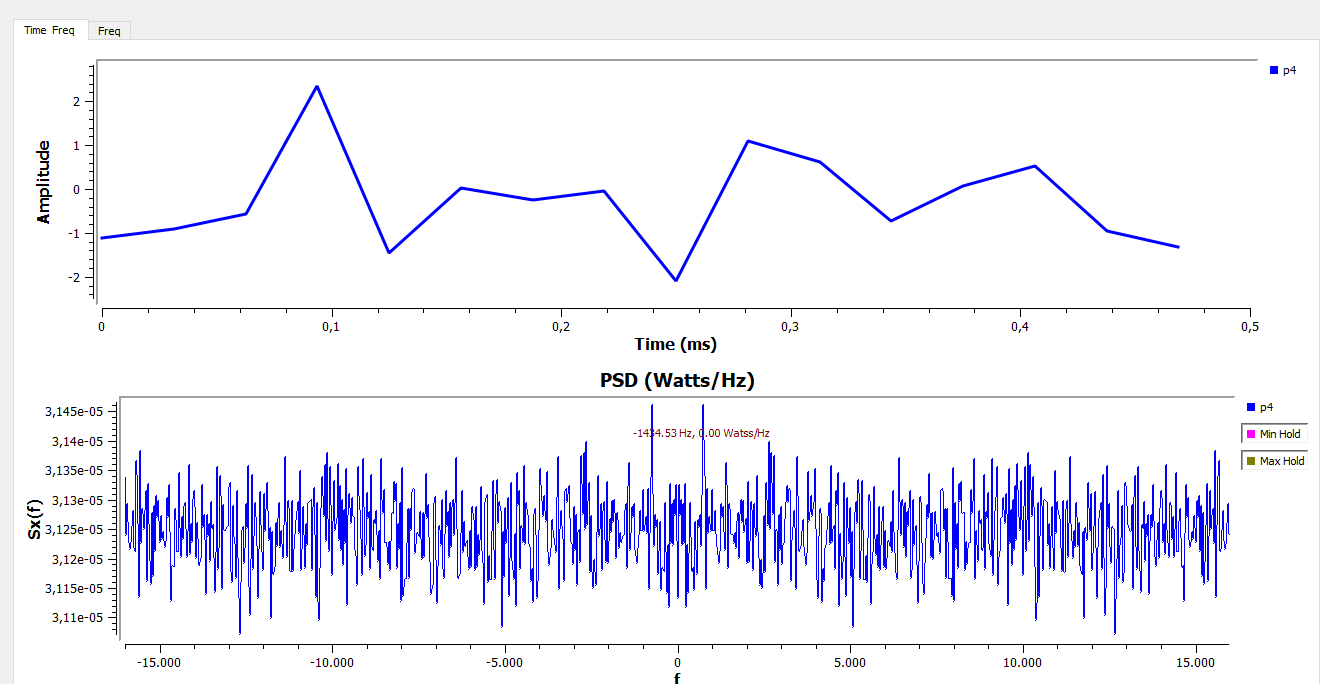 Time Freq
Freq
p4
Amplitude
2
1
0
-1
-2
0
0,1
0,2
0,3
0,4
0,5
Time (ms)
PSD (Watts/Hz)
p4
Min Hold
Max Hold
-1434.53 Hz, 0.00 Watss/Hz
Sx(f)
3,145e-05
3,14e-05
3,135e-05
3,13e-05
3,125e-05
3,12e-05
3,115e-05
3,11e-05
-15.000
-10.000
-5.000
0
5.000
10.000
15.000
f